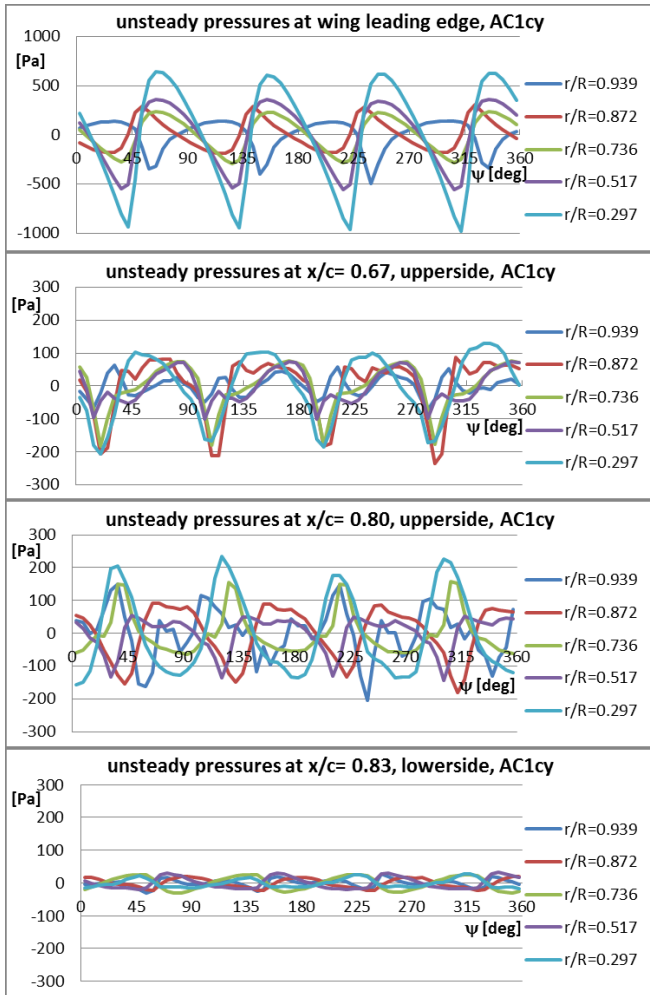 unsteady pressures at wing leading edge, AC1cy
[Pa]
1000
500
0
-500
-1000
0 45 90 135 180 225 270 315 360
ψ [deg]
r/R=0.939
r/R=0.872
r/R=0.736
r/R=0.517
r/R=0.297
unsteady pressures at x/c= 0.67, upperside, AC1cy
[Pa]
300
200
100
0
-100
-200
-300
0 45 90 135 180 225 270 315 360
ψ [deg]
r/R=0.939
r/R=0.872
r/R=0.736
r/R=0.517
r/R=0.297
unsteady pressures at x/c= 0.80, upperside, AC1cy
[Pa]
300
200
100
0
-100
-200
-300
0 45 90 135 180 225 270 315 360
ψ [deg]
r/R=0.939
r/R=0.872
r/R=0.736
r/R=0.517
r/R=0.297
unsteady pressures at x/c= 0.83, lowerside, AC1cy
[Pa]
300
200
100
0
-100
-200
-300
0 45 90 135 180 225 270 315 360
ψ [deg]
r/R=0.939
r/R=0.872
r/R=0.736
r/R=0.517
r/R=0.297